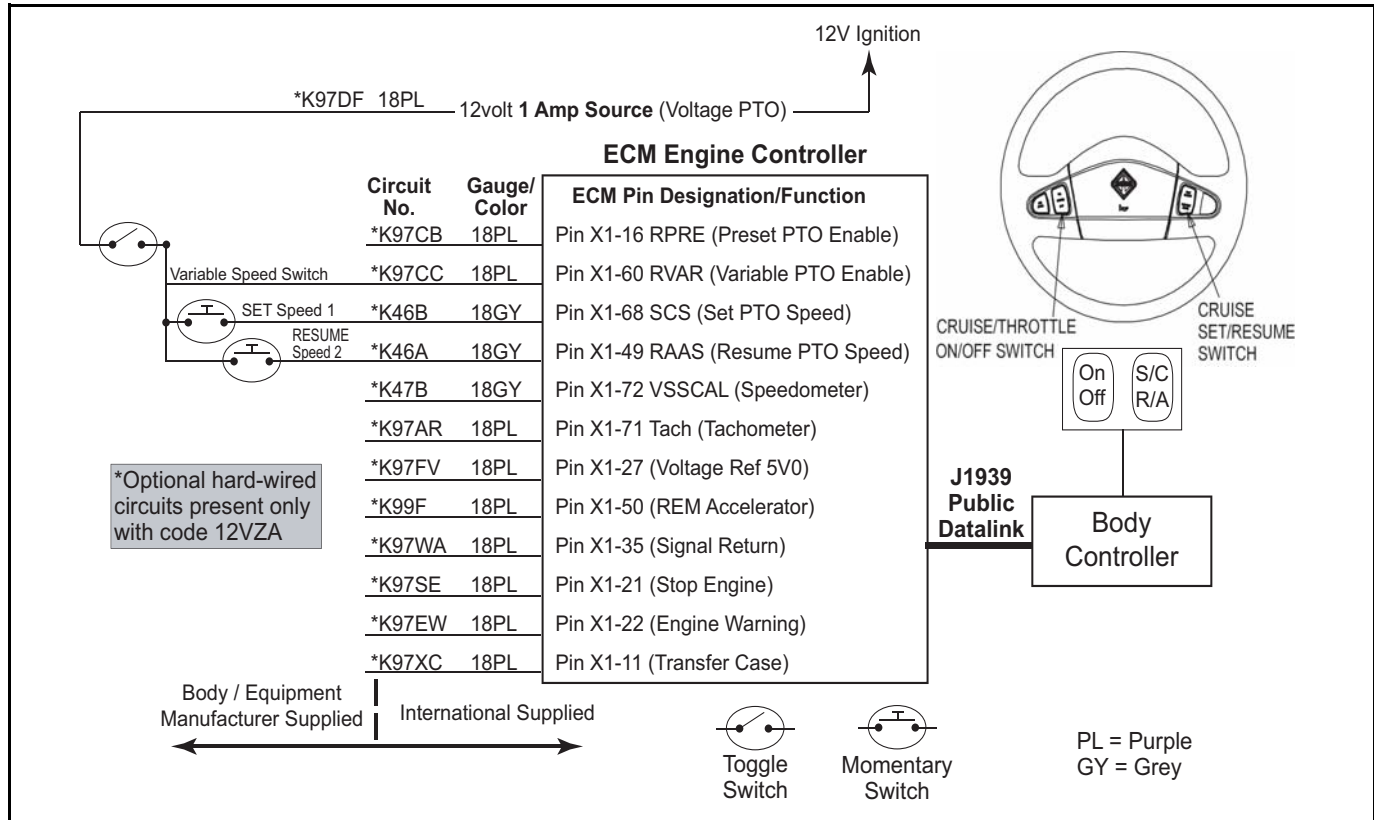 12V Ignition
*K97DF 18PL
12volt 1 Amp Source (Voltage PTO)
ECM Engine Controller
Circuit No.
Gauge/ Color
ECM Pin Designation/Function
*K97CB 18PL Pin X1-16 RPRE (Preset PTO Enable)
Variable Speed Switch *K97CC 18PL Pin X1-60 RVAR (Variable PTO Enable)
SET Speed 1 *K46B 18GY Pin X1-68 SCS (Set PTO Speed)
RESUME
Speed 2 *K46A 18GY Pin X1-49 RAAS (Resume PTO Speed)
*K47B 18GY Pin X1-72 VSSCAL (Speedometer)
*K97AR 18PL Pin X1-71 Tach (Tachometer)
*K97FV 18PL Pin X1-27 (Voltage Ref 5V0)
*K99F 18PL Pin X1-50 (REM Accelerator)
*K97WA 18PL Pin X1-35 (Signal Return)
*K97SE 18PL Pin X1-21 (Stop Engine)
*K97EW 18PL Pin X1-22 (Engine Warning)
*K97XC 18PL Pin X1-11 (Transfer Case)
*Optional hard-wired
circuits present only
with code 12VZA
CRUISE/THROTTLE
ON/OFF SWITCH
CRUISE
SET/RESUME
SWITCH
On
Off
S/C
R/A
J1939
Public
Datalink
Body
Controller
Body / Equipment
Manufacturer Supplied
International Supplied
Toggle
Switch
Momentary
Switch
PL = Purple
GY = Grey